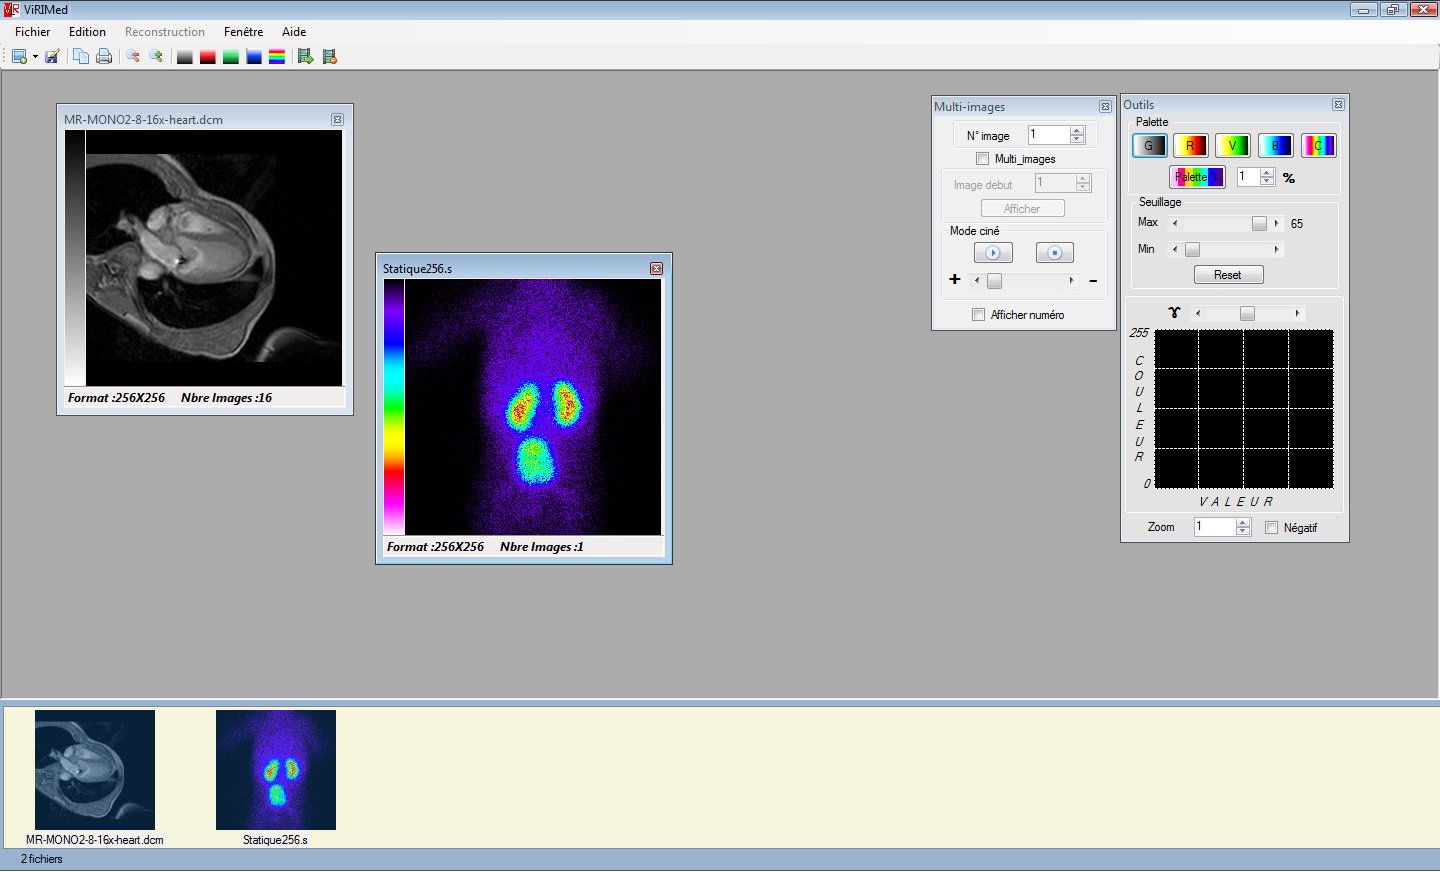 ViRIMed
Fichier Edition Reconstruction Fenêtre Aide
MR-MONO2-8-16x-heart.dcm
Format :256X256 Nbre Images :16
Statique256.s
Format :256X256 Nbre Images :1
Multi-images
N° image 1
Multi_images
Image debut 1
Afficher
Mode ciné
+ -
Afficher numéro
Outils
Palette
G R V B C
Palette 1 %
Seuillage
Max 65
Min
Reset
ɤ
255
COULEUR
0
VALEUR
Zoom 1 Négatif
MR-MONO2-8-16x-heart.dcm
Statique256.s
2 fichiers